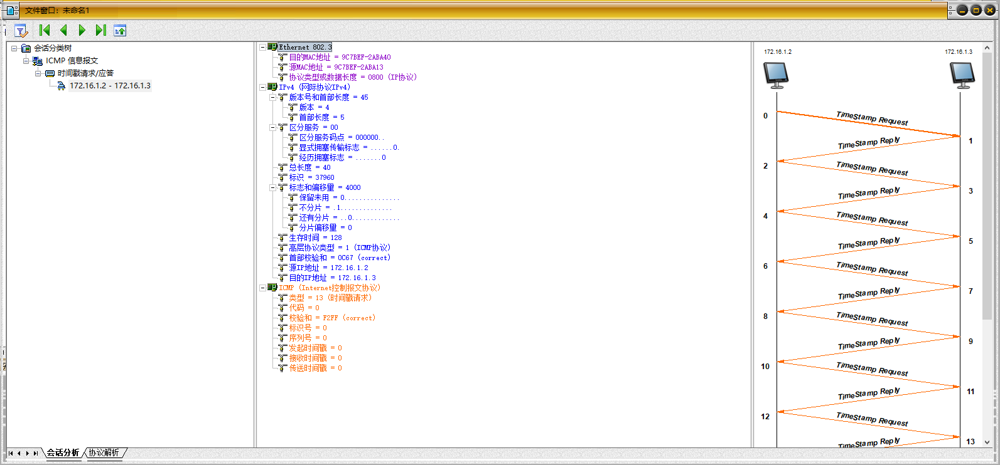 文件窗口：未命名1
会话分类树
ICMP 信息报文
时间戳请求/应答
172.16.1.2 - 172.16.1.3
Ethernet 802.3
目的MAC地址 = 9C7BEF-2ABA40
源MAC地址 = 9C7BEF-2ABA13
协议类型或数据长度 = 0800 (IP协议)
IPv4 (网际协议IPv4)
版本号和首部长度 = 45
版本 = 4
首部长度 = 5
区分服务 = 00
区分服务码点 = 000000..
显式拥塞传输标志 = ......0.
经历拥塞标志 = .......0
总长度 = 40
标识 = 37960
标志和偏移量 = 4000
保留未用 = 0...............
不分片 = .1..............
还有分片 = ..0.............
分片偏移量 = 0
生存时间 = 128
高层协议类型 = 1 (ICMP协议)
首部校验和 = 0C67 (correct)
源IP地址 = 172.16.1.2
目的IP地址 = 172.16.1.3
ICMP (Internet控制报文协议)
类型 = 13 (时间戳请求)
代码 = 0
校验和 = F2FF (correct)
标识号 = 0
序列号 = 0
发起时间戳 = 0
接收时间戳 = 0
传送时间戳 = 0
172.16.1.2 172.16.1.3
0 TimeStamp Request
TimeStamp Reply 1
2 TimeStamp Request
TimeStamp Reply 3
4 TimeStamp Request
TimeStamp Reply 5
6 TimeStamp Request
TimeStamp Reply 7
8 TimeStamp Request
TimeStamp Reply 9
10 TimeStamp Request
TimeStamp Reply 11
12 TimeStamp Request
TimeStamp Reply 13
会话分析 协议解析